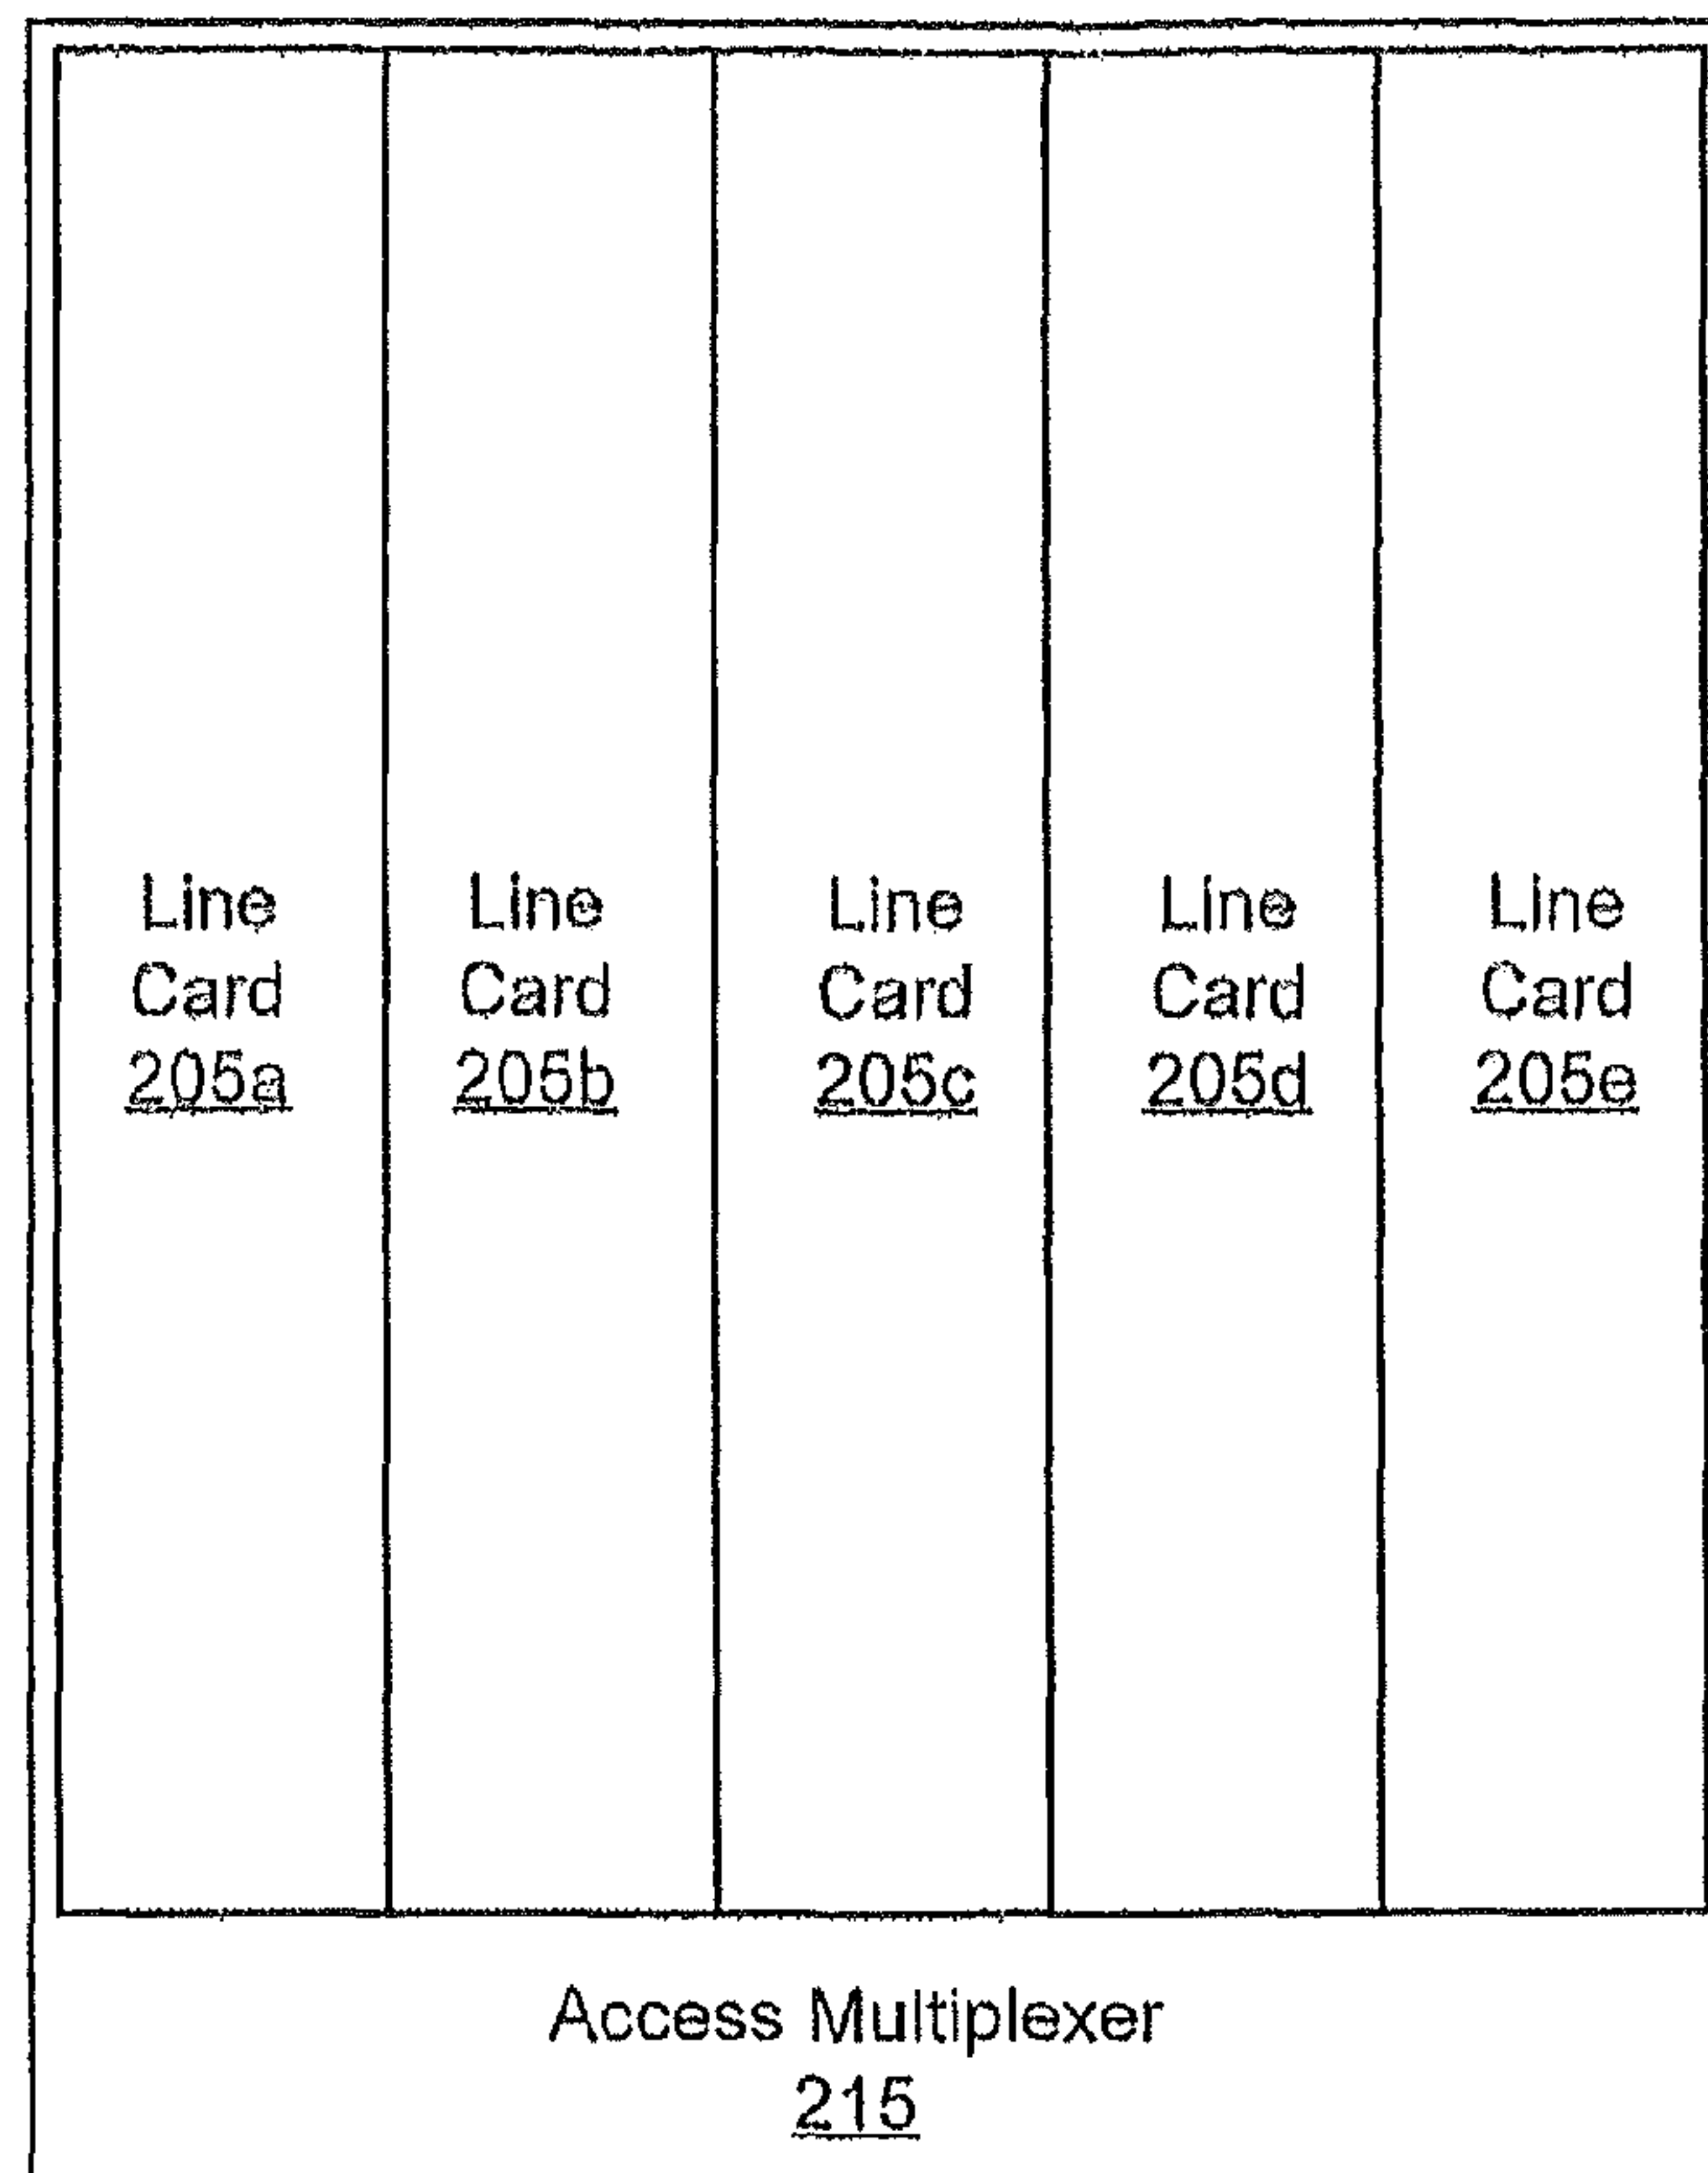 Line Card 205a
Line Card 205b
Line Card 205c
Line Card 205d
Line Card 205e
Access Multiplexer
215